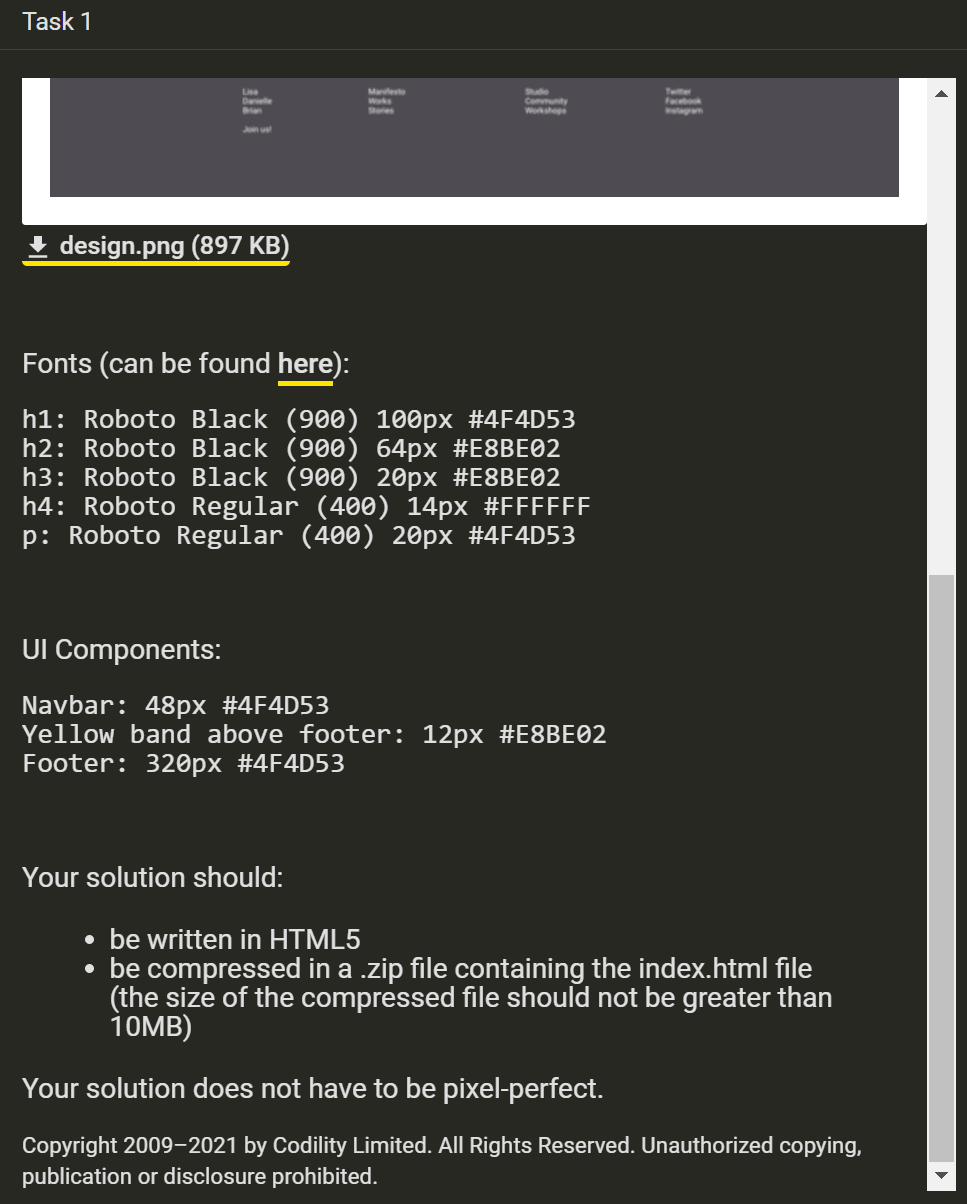 Task 1
Lisa Manifesto Studio Twitter
Danielle Works Community Facebook
Brian Stories Workshops Instagram
Join us!
design.png (897 KB)
Fonts (can be found here):
h1: Roboto Black (900) 100px #4F4D53
h2: Roboto Black (900) 64px #E8BE02
h3: Roboto Black (900) 20px #E8BE02
h4: Roboto Regular (400) 14px #FFFFFF
p: Roboto Regular (400) 20px #4F4D53
UI Components:
Navbar: 48px #4F4D53
Yellow band above footer: 12px #E8BE02
Footer: 320px #4F4D53
Your solution should:
• be written in HTML5
• be compressed in a .zip file containing the index.html file
(the size of the compressed file should not be greater than
10MB)
Your solution does not have to be pixel-perfect.
Copyright 2009–2021 by Codility Limited. All Rights Reserved. Unauthorized copying,
publication or disclosure prohibited.